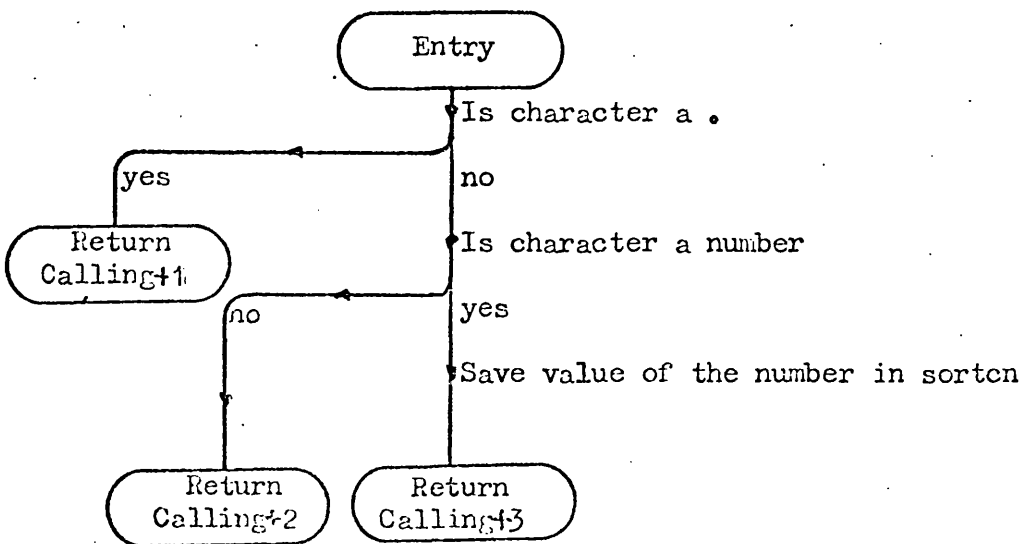 Entry
Is character a .
yes
no
Return
Calling+1
Is character a number
no
yes
Save value of the number in sortcn
Return
Calling+2
Return
Calling+3